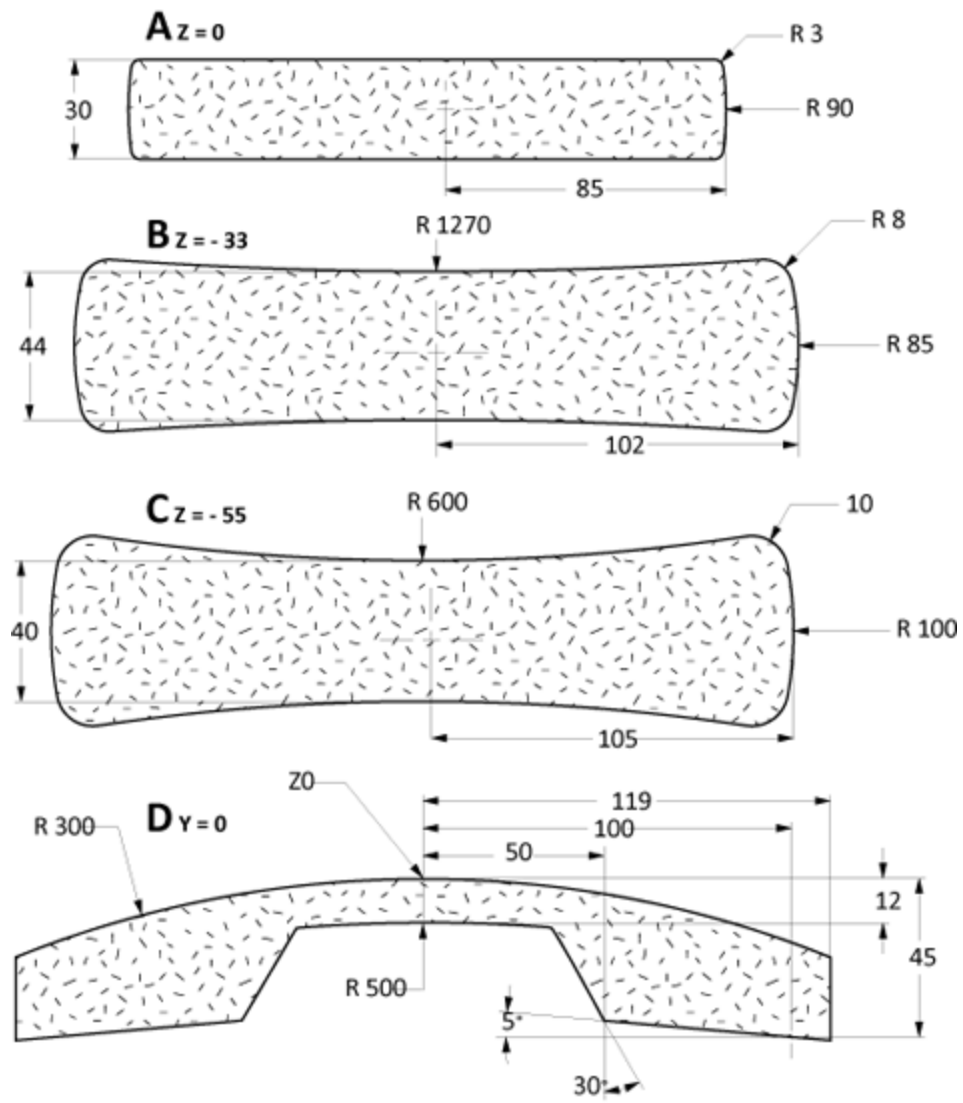 A Z = 0
R 3
30
R 90
85
B Z = - 33
R 1270
R 8
44
R 85
102
C Z = - 55
R 600
10
40
R 100
105
Z0
D Y = 0
119
R 300
100
50
12
45
R 500
5°
30°